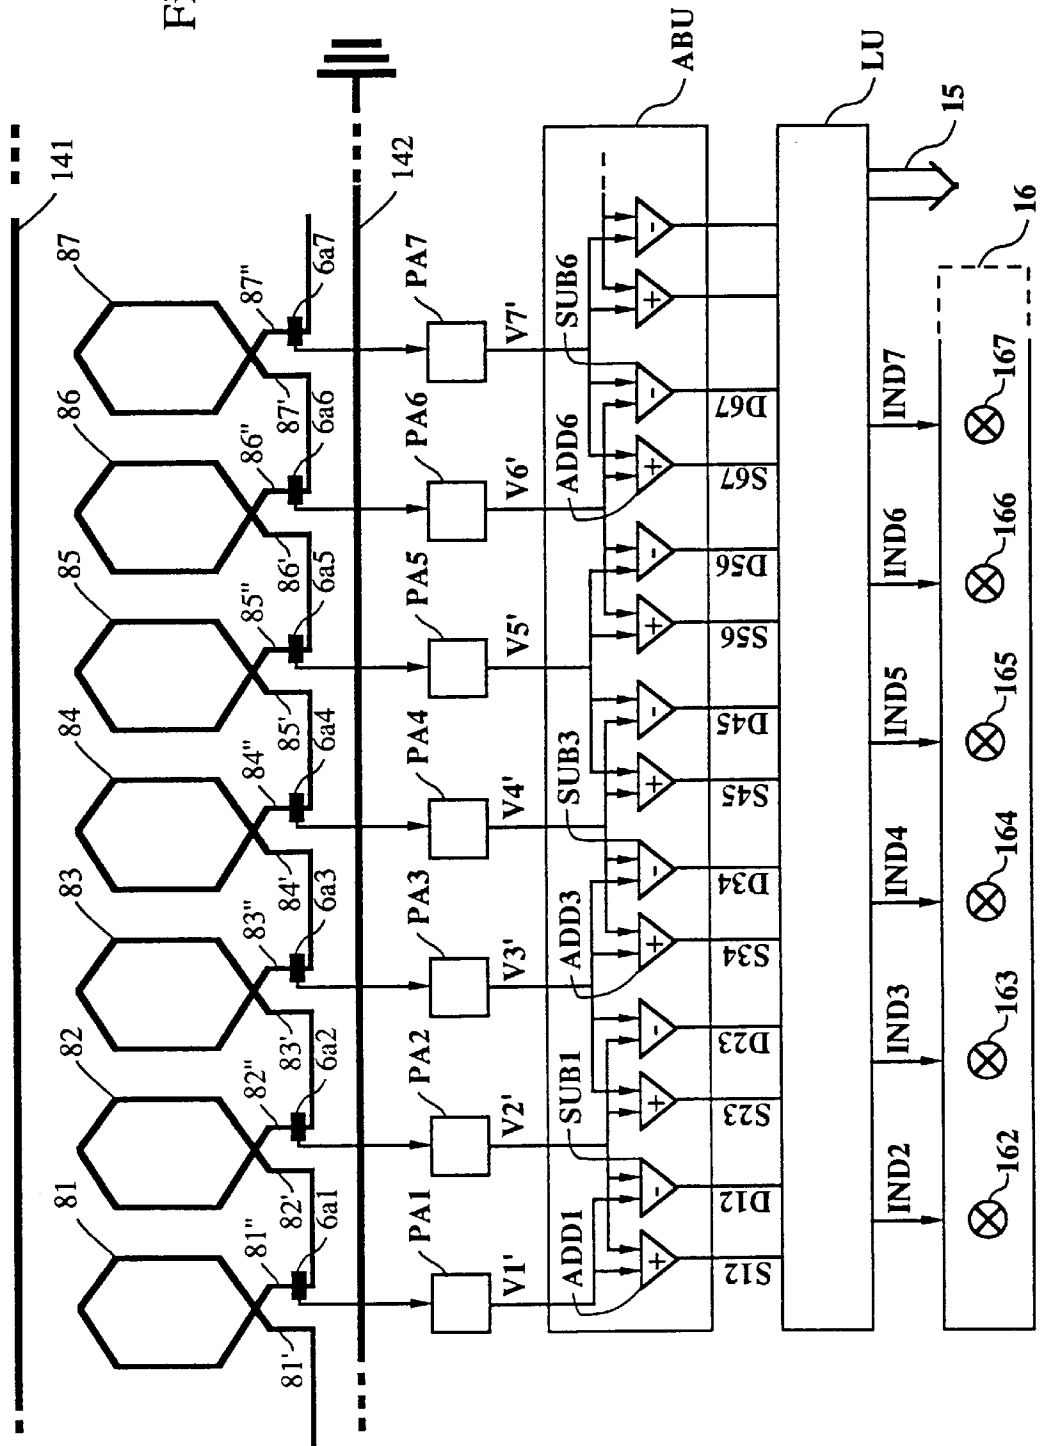 141
81
82
83
84
85
86
87
81'
81"
82'
82"
83'
83"
84'
84"
85'
85"
86'
86"
87'
87"
6a1
6a2
6a3
6a4
6a5
6a6
6a7
142
PA1
PA2
PA3
PA4
PA5
PA6
PA7
V1'
V2'
V3'
V4'
V5'
V6'
V7'
ABU
ADD1
SUB1
ADD3
SUB3
ADD6
SUB6
+
-
+
-
+
-
+
-
+
-
+
-
+
-
S12
D12
S23
D23
S34
D34
S45
D45
S56
D56
S67
D67
LU
15
IND2
IND3
IND4
IND5
IND6
IND7
16
162
163
164
165
166
167